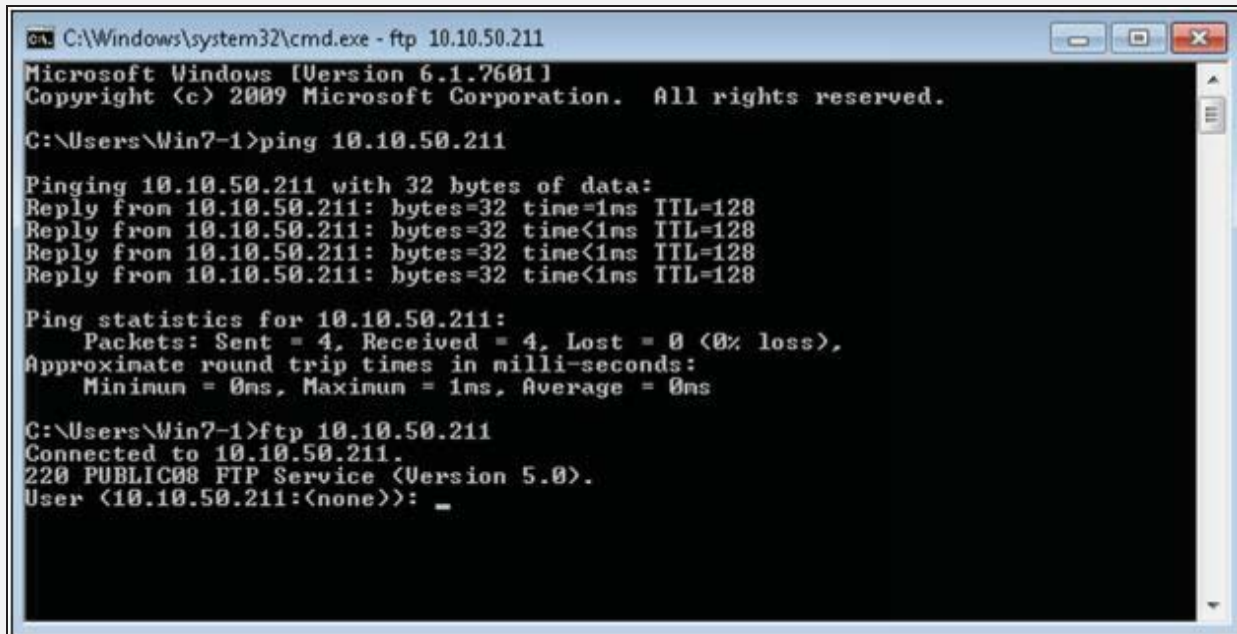 C:\Windows\system32\cmd.exe - ftp 10.10.50.211
Microsoft Windows [Version 6.1.7601]
Copyright (c) 2009 Microsoft Corporation.  All rights reserved.
C:\Users\Win7-1>ping 10.10.50.211
Pinging 10.10.50.211 with 32 bytes of data:
Reply from 10.10.50.211: bytes=32 time=1ms TTL=128
Reply from 10.10.50.211: bytes=32 time<1ms TTL=128
Reply from 10.10.50.211: bytes=32 time<1ms TTL=128
Reply from 10.10.50.211: bytes=32 time<1ms TTL=128
Ping statistics for 10.10.50.211:
    Packets: Sent = 4, Received = 4, Lost = 0 (0% loss),
Approximate round trip times in milli-seconds:
    Minimum = 0ms, Maximum = 1ms, Average = 0ms
C:\Users\Win7-1>ftp 10.10.50.211
Connected to 10.10.50.211.
220 PUBLIC08 FTP Service (Version 5.0).
User (10.10.50.211:(none)): _